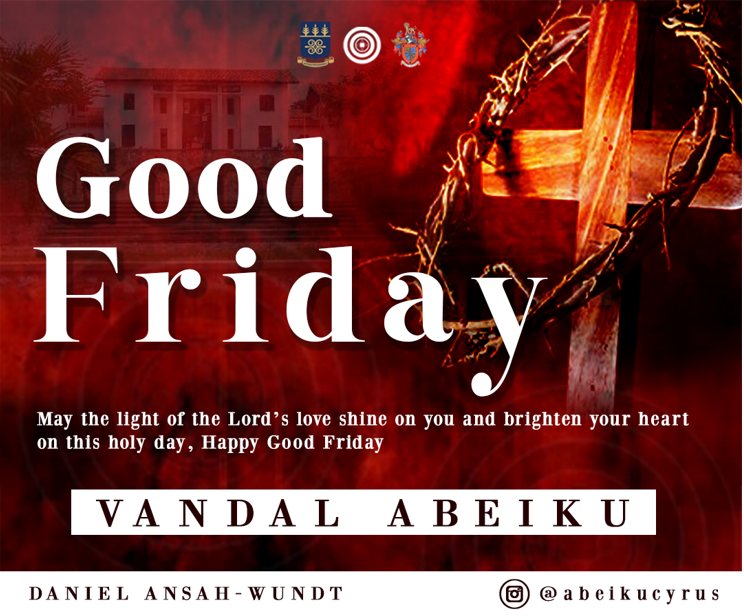 Good
Friday
May the light of the Lord's love shine on you and brighten your heart
on this holy day, Happy Good Friday
VANDAL ABEIKU
DANIEL ANSAH-WUNDT
@abeikucyrus